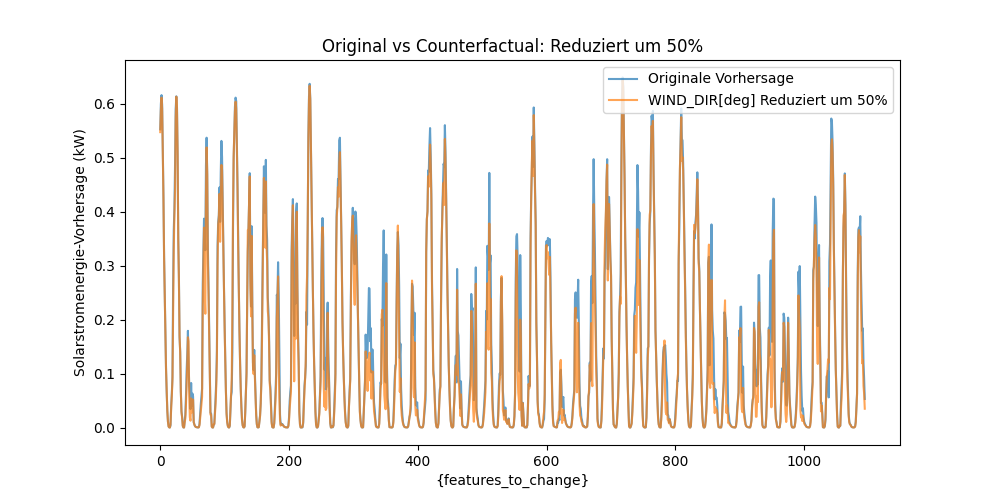 Original vs Counterfactual: Reduziert um 50%
Originale Vorhersage
WIND_DIR[deg] Reduziert um 50%
Solarstromenergie-Vorhersage (kW)
0.6
0.5
0.4
0.3
0.2
0.1
0.0
0 200 400 600 800 1000
{features_to_change}